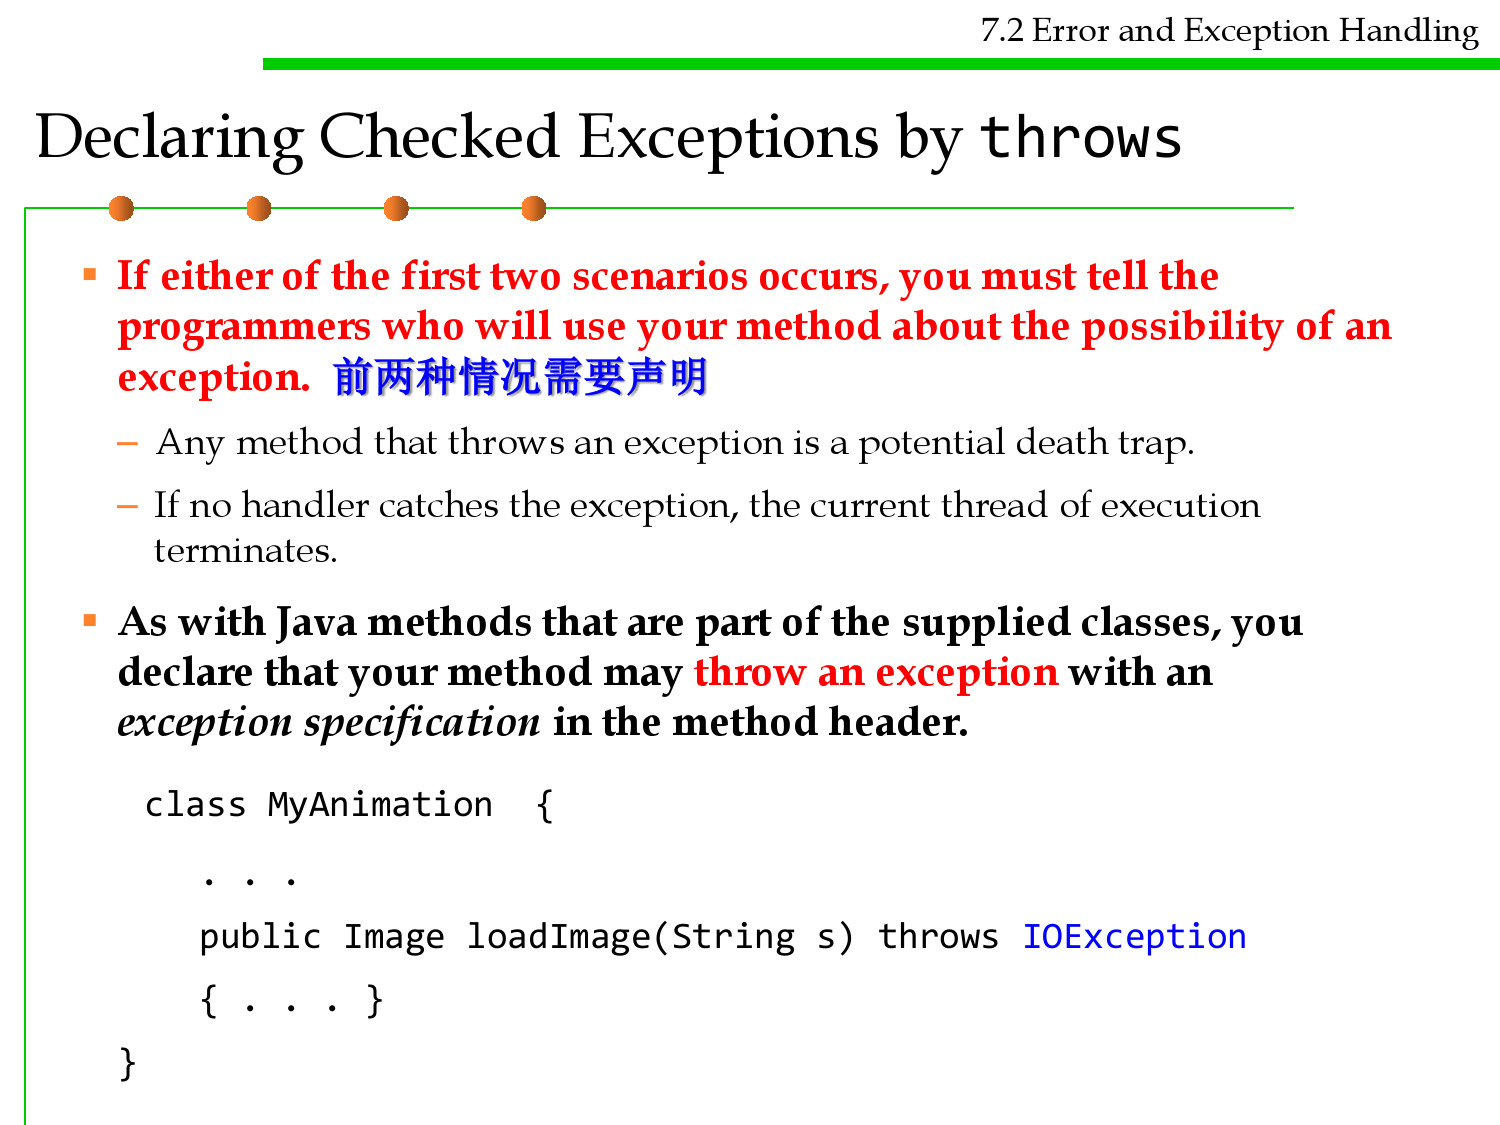 7.2 Error and Exception Handling
Declaring Checked Exceptions by throws
▪ If either of the first two scenarios occurs, you must tell the
programmers who will use your method about the possibility of an
exception. 前两种情况需要声明
– Any method that throws an exception is a potential death trap.
– If no handler catches the exception, the current thread of execution
terminates.
▪ As with Java methods that are part of the supplied classes, you
declare that your method may throw an exception with an
exception specification in the method header.
class MyAnimation {
. . .
public Image loadImage(String s) throws IOException
{ . . . }
}